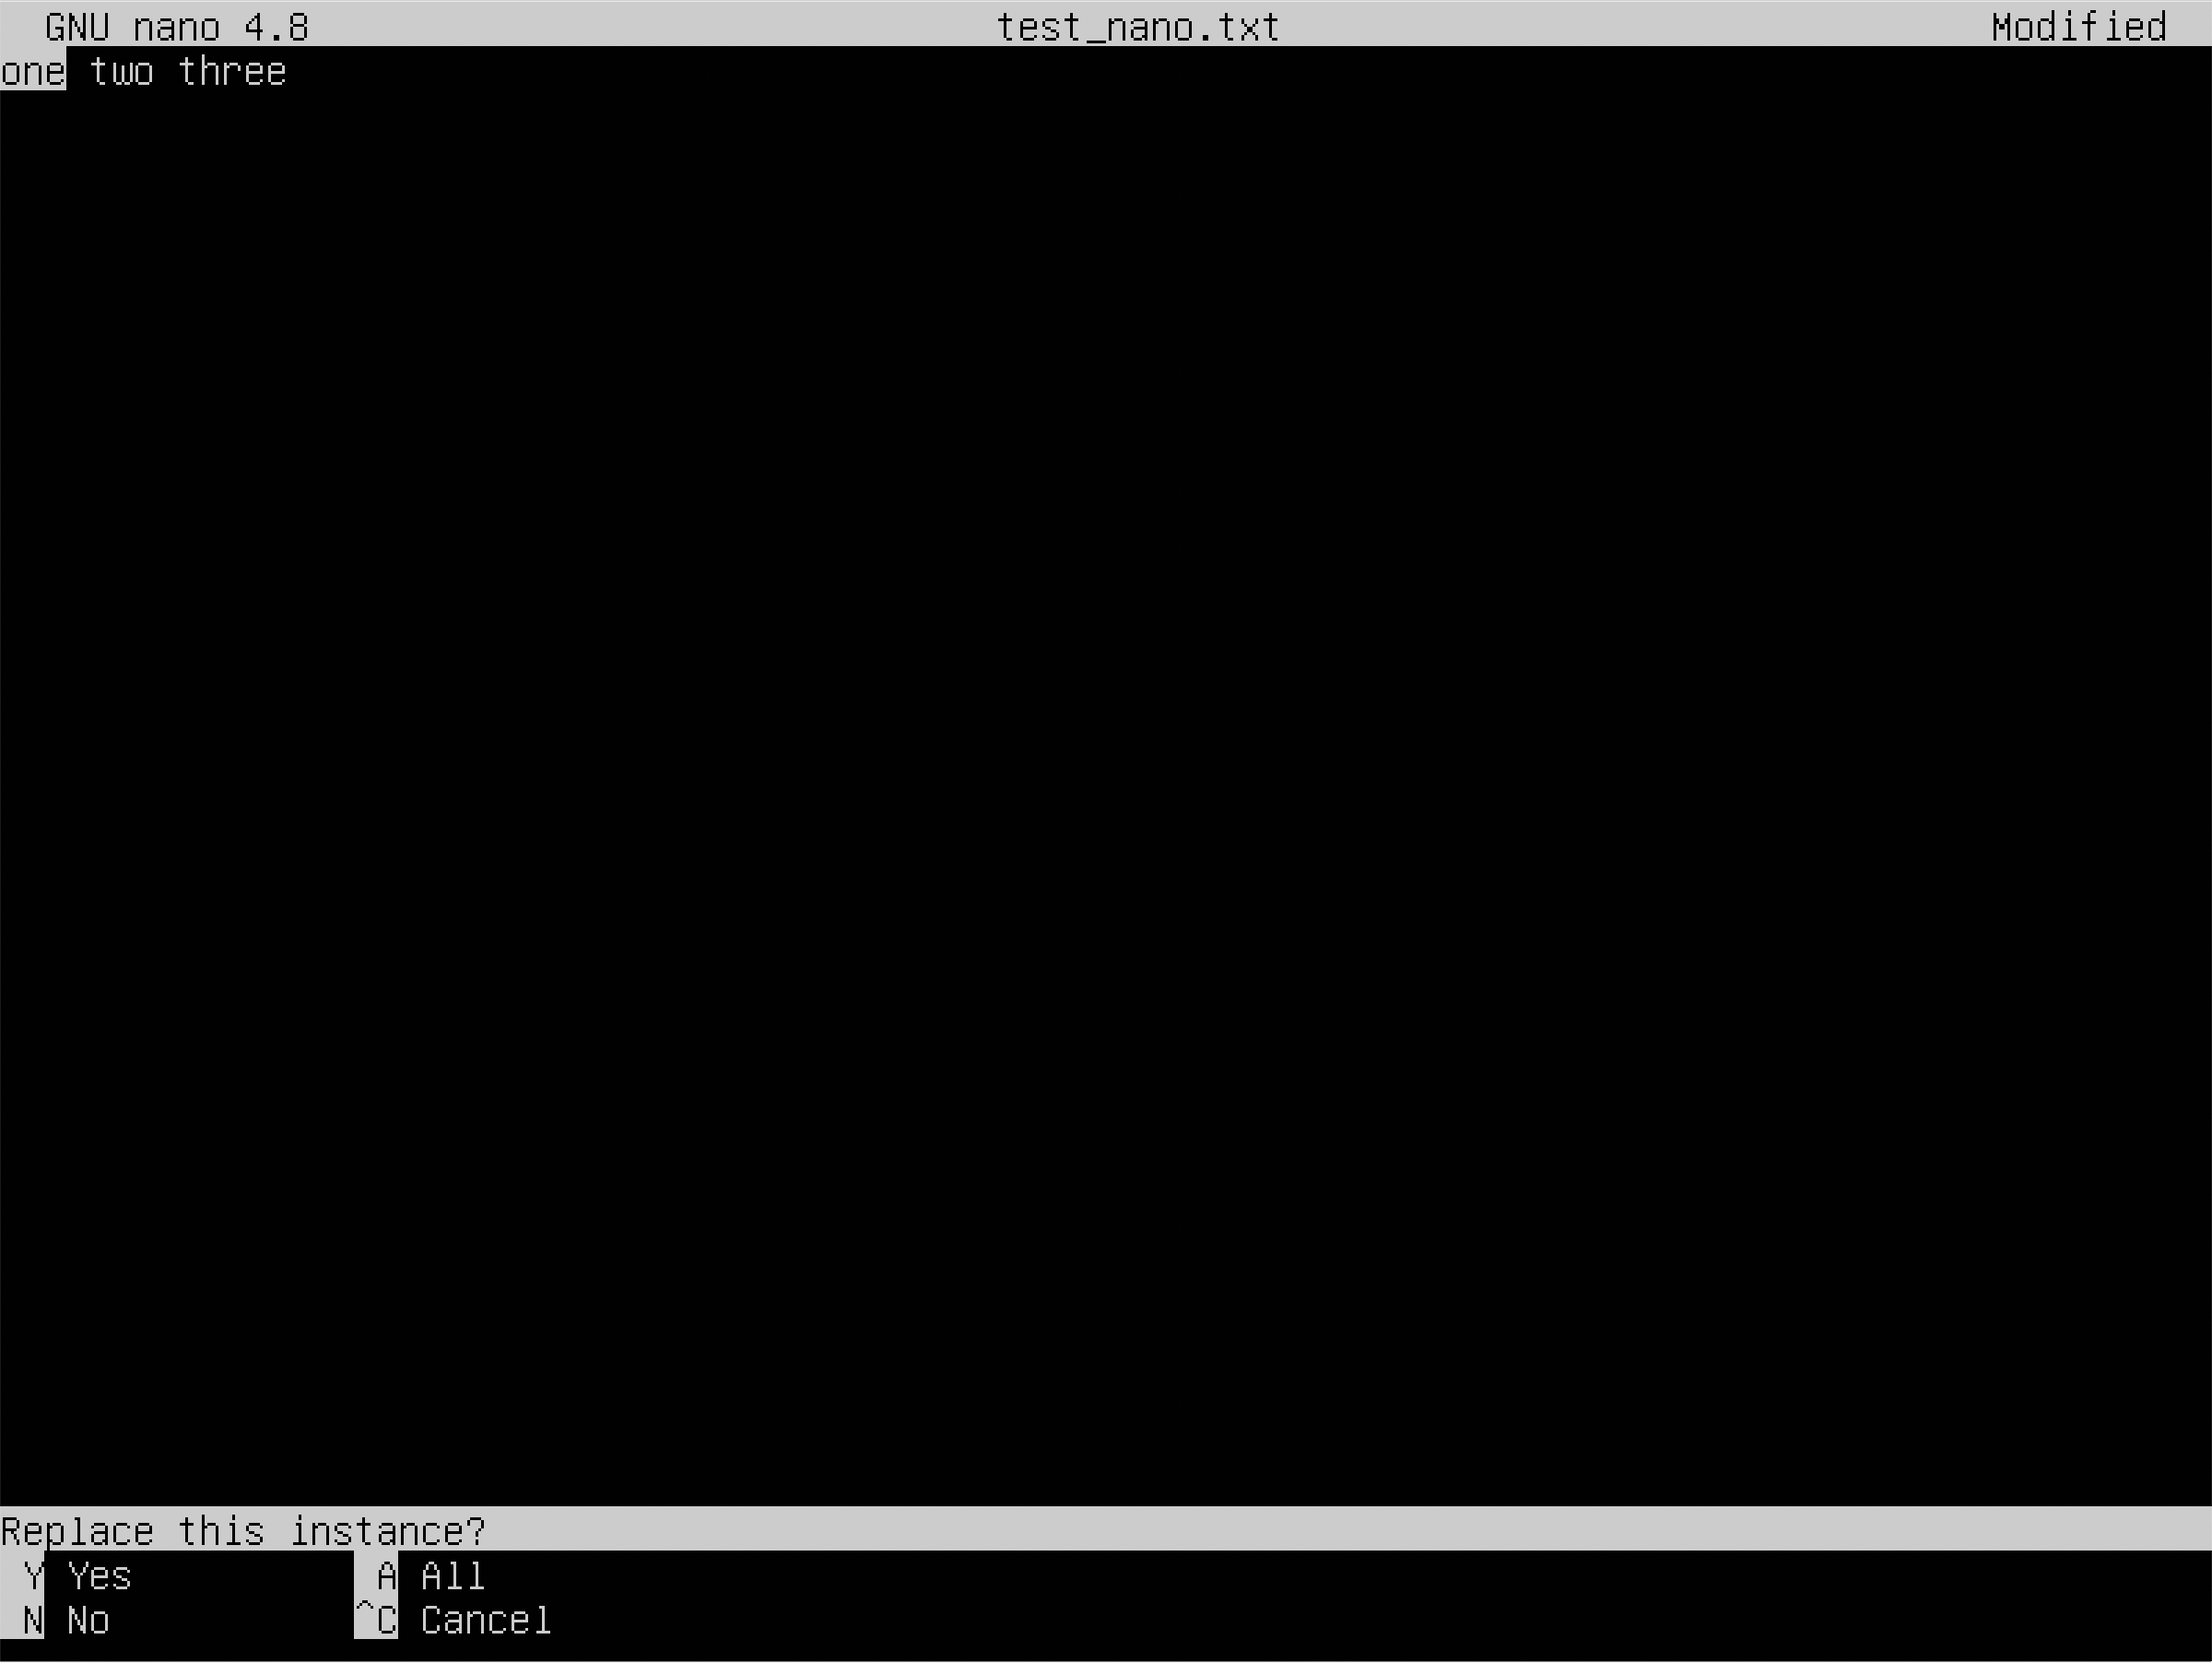 GNU nano 4.8 test_nano.txt Modified
one two three
Replace this instance?
Y Yes A All
N No ^C Cancel